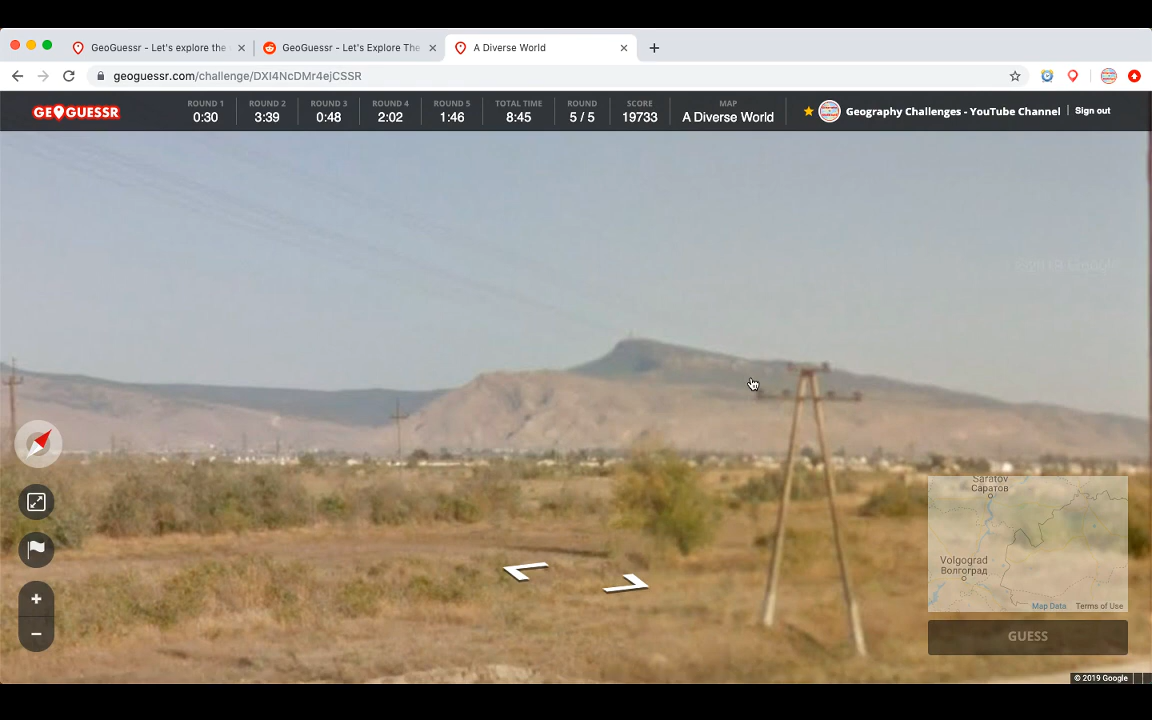 GeoGuessr - Let's explore the
GeoGuessr - Let's Explore The
A Diverse World
geoguessr.com/challenge/DXI4NcDMr4ejCSSR
GEOGUESSR
ROUND 1 ROUND 2 ROUND 3 ROUND 4 ROUND 5 TOTAL TIME ROUND SCORE MAP
0:30 3:39 0:48 2:02 1:46 8:45 5 / 5 19733 A Diverse World
Geography Challenges - YouTube Channel Sign out
Saratov
Саратов
Volgograd
Волгоград
Map Data Terms of Use
GUESS
© 2019 Google